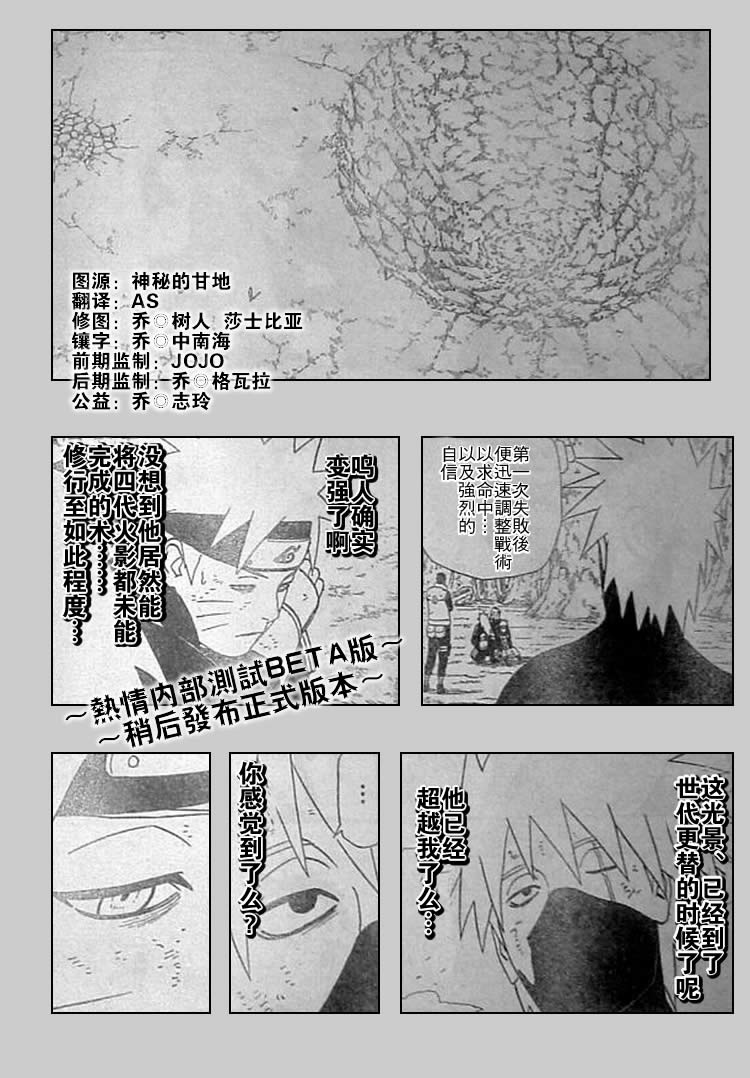 图源：神秘的甘地
翻译：AS
修图：乔◌树人 莎士比亚
镶字：乔◌中南海
前期监制：JOJO
后期监制：乔◌格瓦拉
公益：乔◌志玲
第一次失敗後
便迅速調整戰術
以求命中…
以及強烈的
自信
鸣人确实
变强了啊
没想到他居然能
将四代火影都未能
完成的术……
修行至如此程度…
～熱情内部測試BETA版～
～稍后發布正式版本～
这光景、已经到了
世代更替的时候了呢
他已经
超越我了么…
…
你感觉到了么？